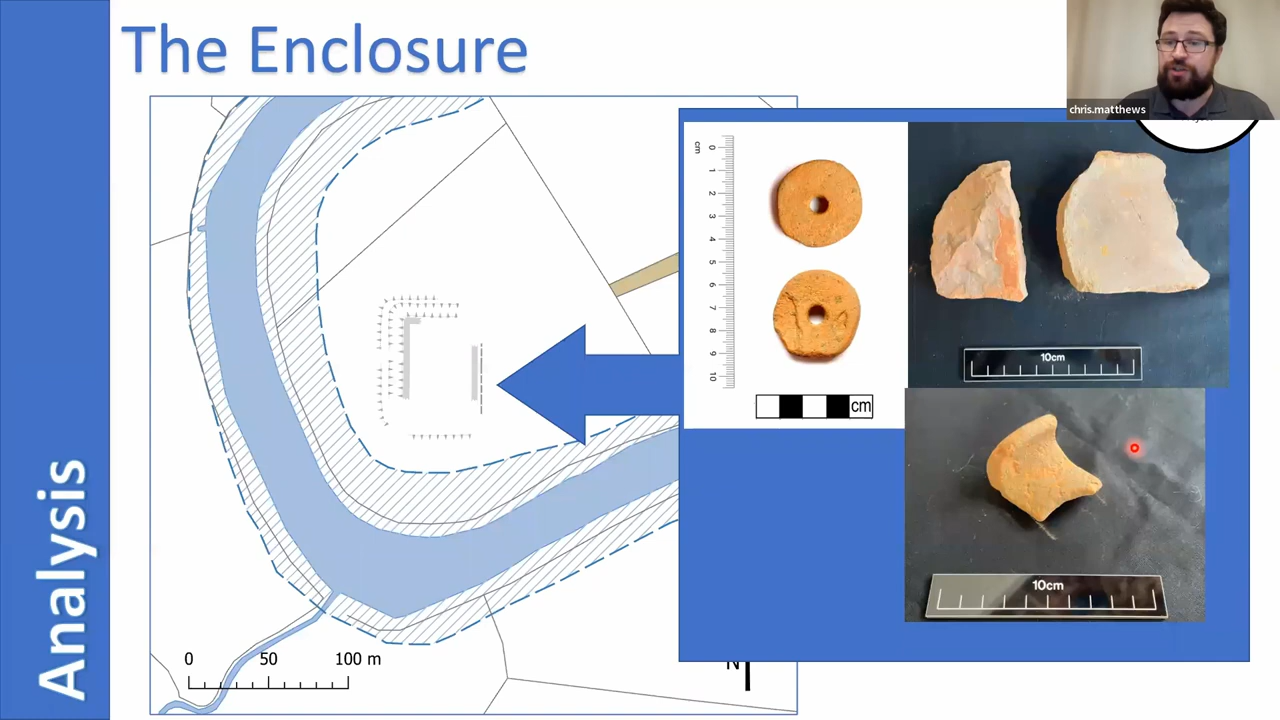 The Enclosure
Analysis
chris.matthews
cm
0
1
2
3
4
5
6
7
8
9
10
cm
10cm
10cm
0 50 100 m
N